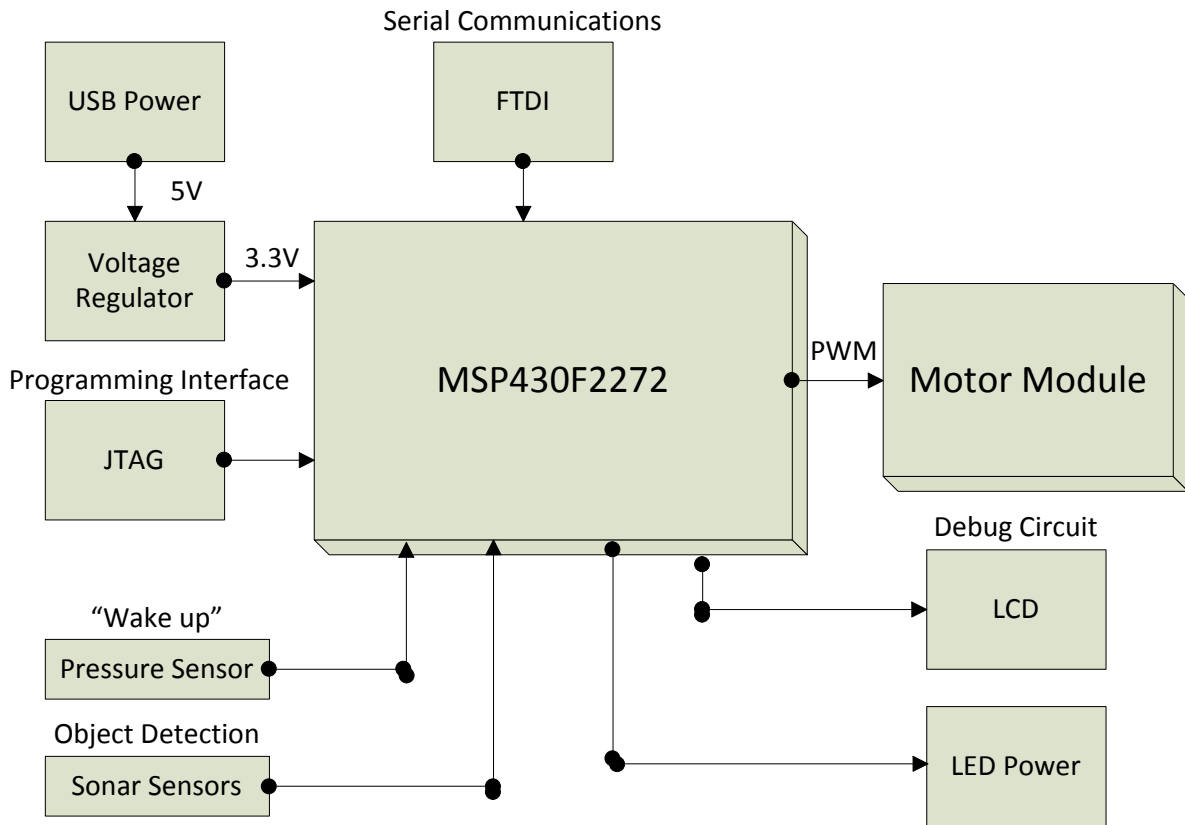 Serial Communications
USB Power
FTDI
5V
Voltage
Regulator
3.3V
MSP430F2272
PWM
Motor Module
Programming Interface
JTAG
Debug Circuit
LCD
“Wake up”
Pressure Sensor
Object Detection
Sonar Sensors
LED Power